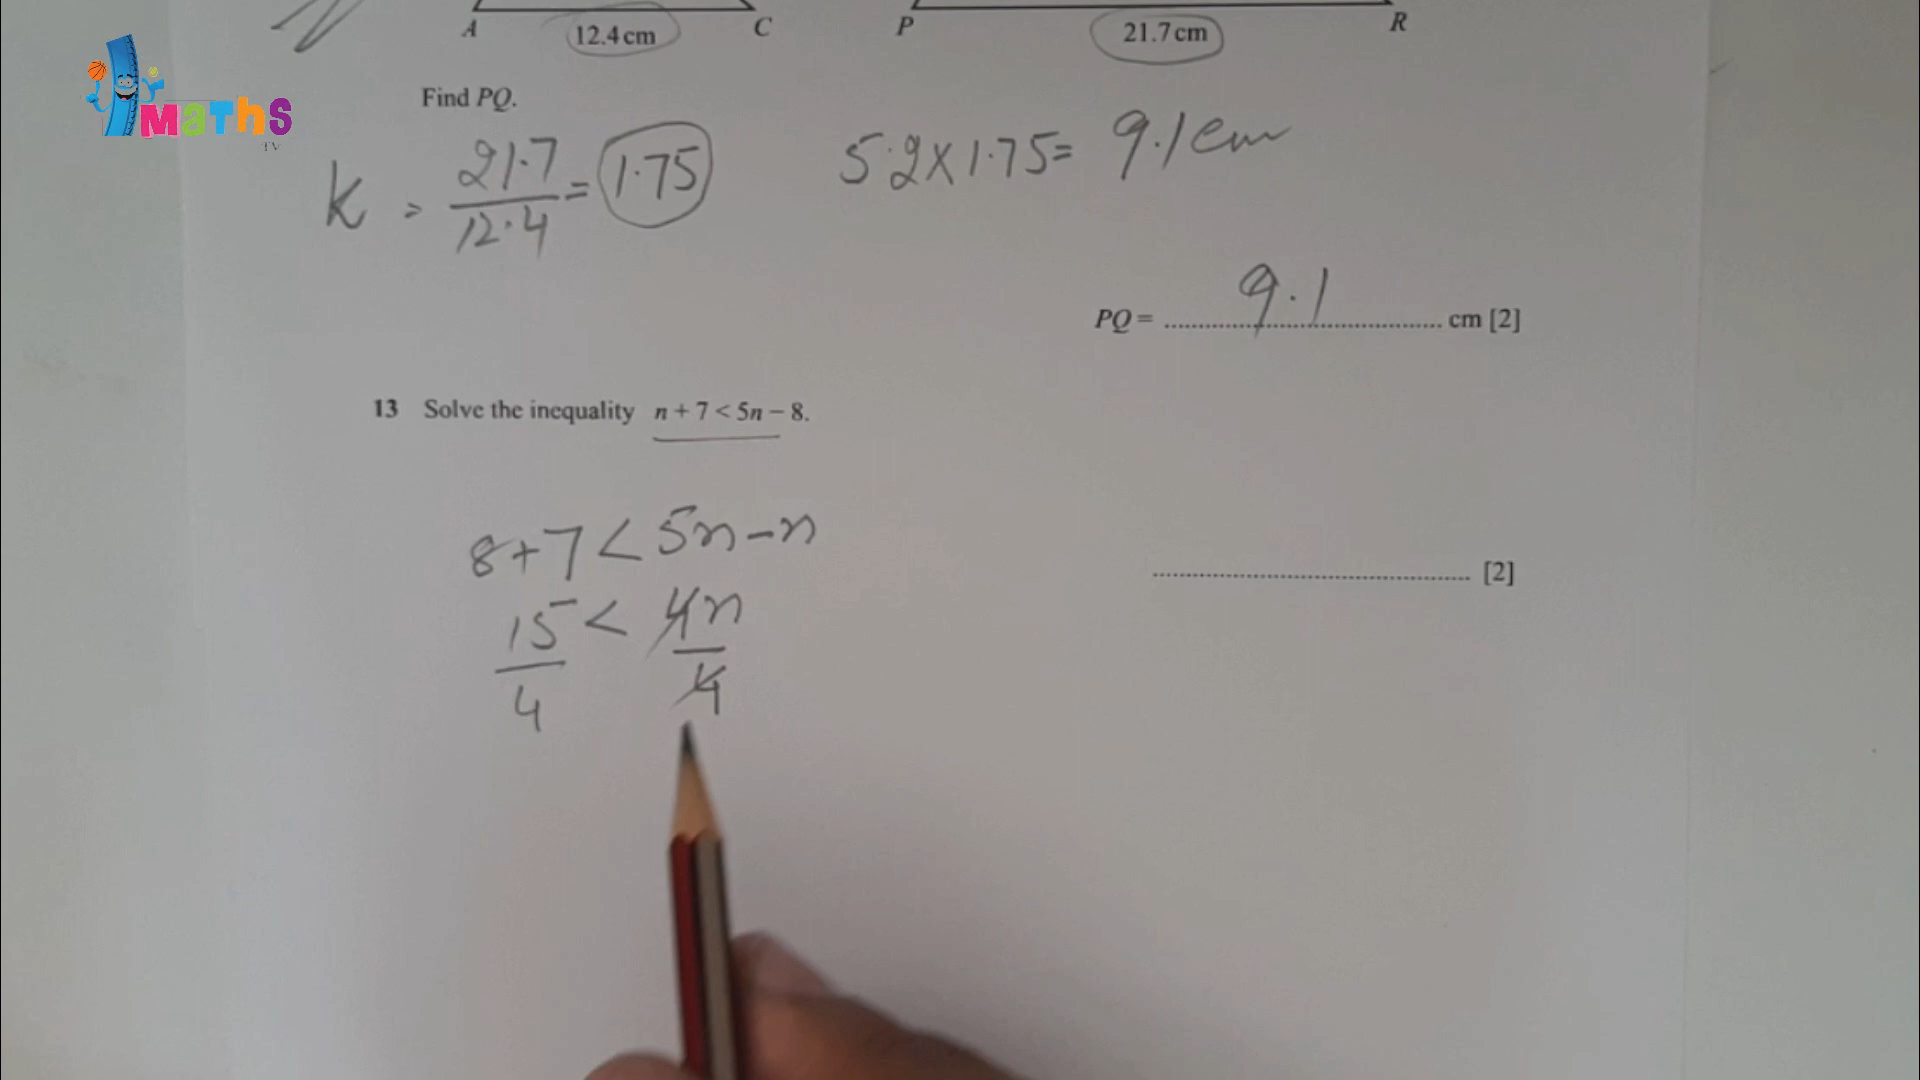 A 12.4 cm C P 21.7 cm R
MaThS
TV
Find PQ.
k = 21.7/12.4 = 1.75
5.2 x 1.75 = 9.1 cm
PQ = 9.1 cm [2]
13 Solve the inequality n + 7 < 5n – 8.
8+7 < 5n-n
15/4 < 4n/4
[2]